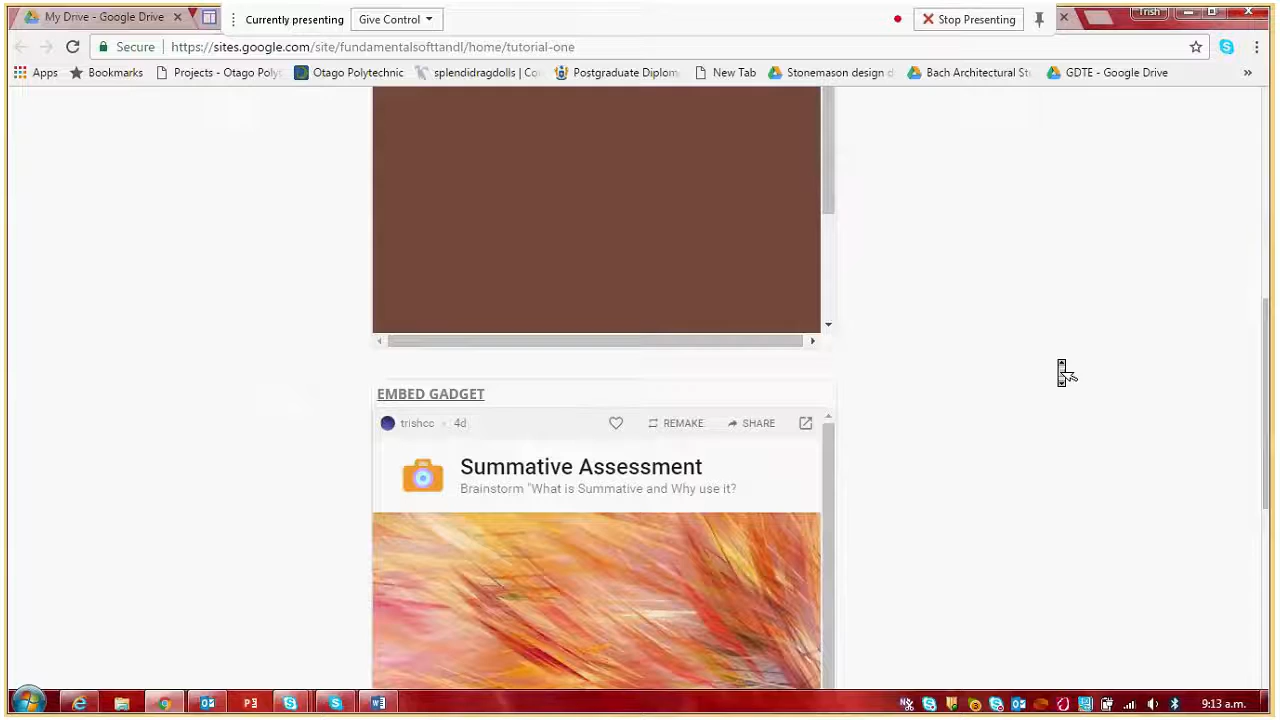 My Drive - Google Drive
Currently presenting
Give Control
Stop Presenting
Trish
Secure
https://sites.google.com/site/fundamentalsofttandl/home/tutorial-one
Apps
Bookmarks
Projects - Otago Polys
Otago Polytechnic
splendidragdolls | Co
Postgraduate Diplom
New Tab
Stonemason design d
Bach Architectural St
GDTE - Google Drive
EMBED GADGET
trishcc · 4d
REMAKE
SHARE
Summative Assessment
Brainstorm "What is Summative and Why use it?
9:13 a.m.